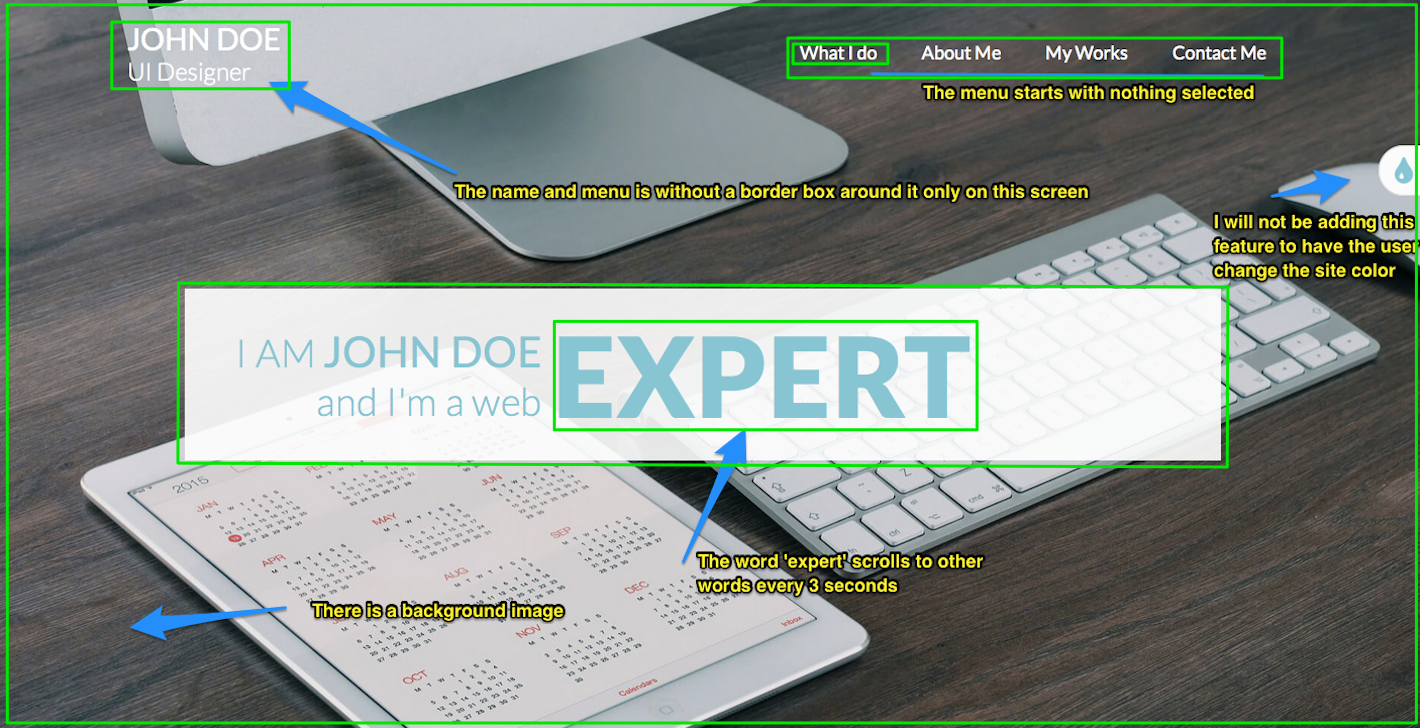 JOHN DOE
UI Designer
What I do About Me My Works Contact Me
The menu starts with nothing selected
The name and menu is without a border box around it only on this screen
I will not be adding this
feature to have the user
change the site color
I AM JOHN DOE
and I'm a web
EXPERT
2015
JAN
MAY
JUN
APR
AUG
SEP
DEC
NOV
OCT
Inbox
Calendars
cmd
The word 'expert' scrolls to other
words every 3 seconds
There is a background image